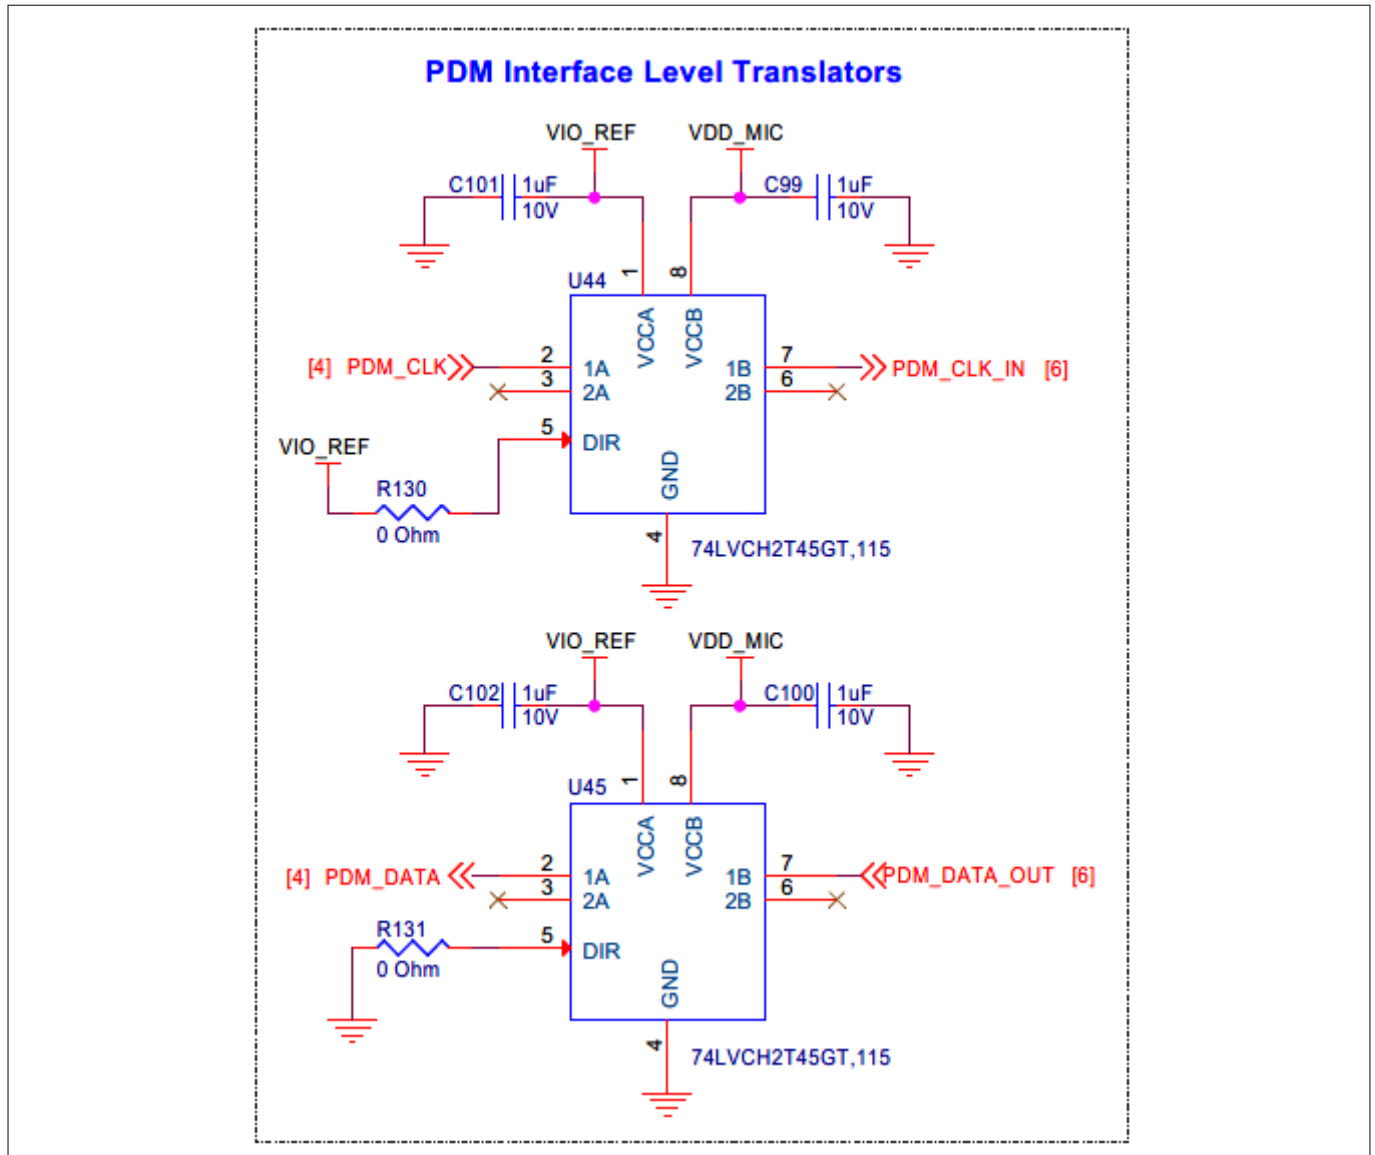 PDM Interface Level Translators
VIO_REF VDD_MIC
C101 1uF C99 1uF
10V 10V
U44 1 8
VCCA VCCB
[4] PDM_CLK 2 1A 1B 7 PDM_CLK_IN [6]
3 2A 2B 6
5 DIR
VIO_REF
R130 GND
0 Ohm 4 74LVCH2T45GT,115
VIO_REF VDD_MIC
C102 1uF C100 1uF
10V 10V
U45 1 8
VCCA VCCB
[4] PDM_DATA 2 1A 1B 7 PDM_DATA_OUT [6]
3 2A 2B 6
R131 5 DIR
0 Ohm GND
4 74LVCH2T45GT,115